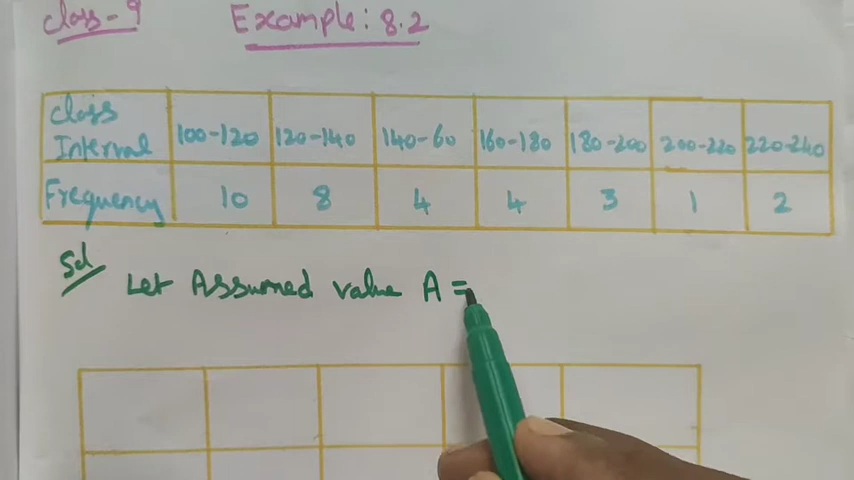 class-9 Example: 8.2
class Interval 100-120 120-140 140-60 160-180 180-200 200-220 220-240
Frequency 10 8 4 4 3 1 2
Sol
Let Assumed value A =